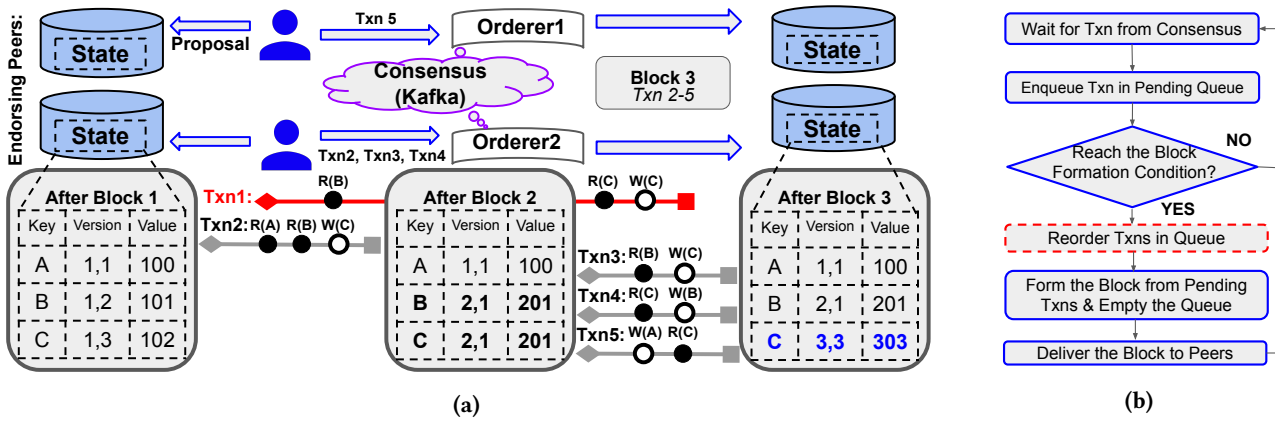 Endorsing Peers:
State
Proposal
Txn 5
Orderer1
Consensus
(Kafka)
Block 3
Txn 2-5
State
State
Txn2, Txn3, Txn4
Orderer2
State
After Block 1
Key Version Value
A 1,1 100
B 1,2 101
C 1,3 102
Txn1: R(B) R(C) W(C)
Txn2: R(A) R(B) W(C)
After Block 2
Key Version Value
A 1,1 100
B 2,1 201
C 2,1 201
Txn3: R(B) W(C)
Txn4: R(C) W(B)
Txn5: W(A) R(C)
After Block 3
Key Version Value
A 1,1 100
B 2,1 201
C 3,3 303
(a)
Wait for Txn from Consensus
Enqueue Txn in Pending Queue
Reach the Block
Formation Condition?
NO
YES
Reorder Txns in Queue
Form the Block from Pending
Txns & Empty the Queue
Deliver the Block to Peers
(b)